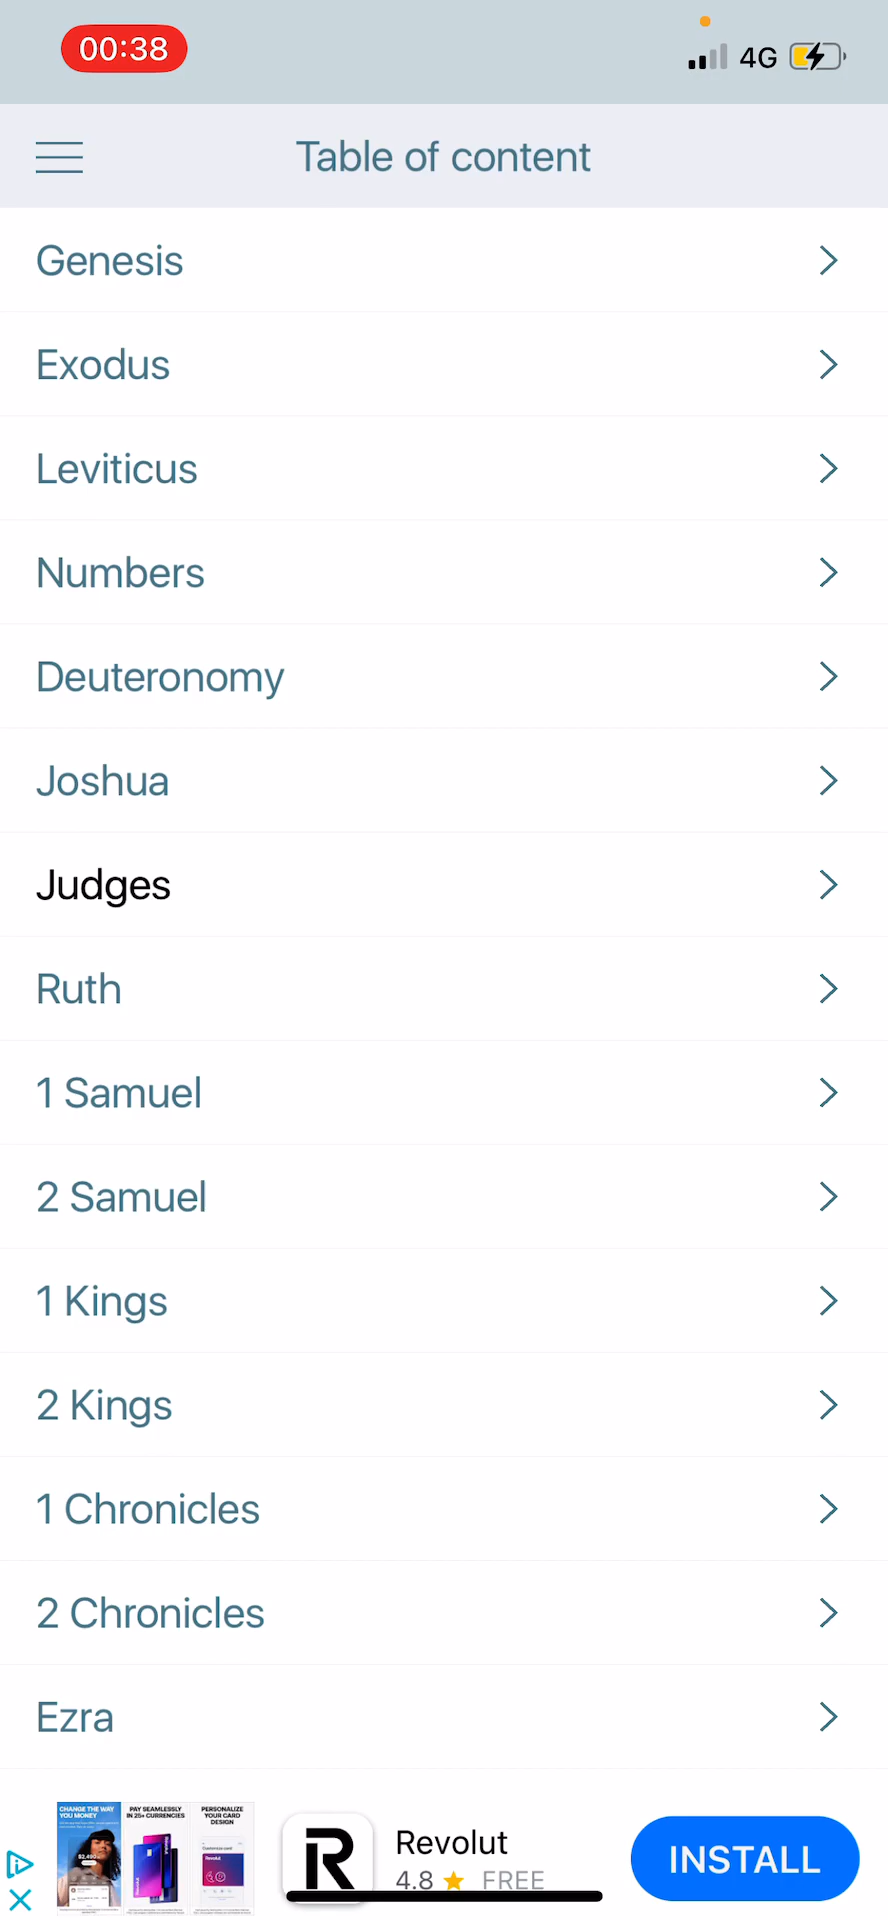 00:38
4G
Table of content
Genesis
Exodus
Leviticus
Numbers
Deuteronomy
Joshua
Judges
Ruth
1 Samuel
2 Samuel
1 Kings
2 Kings
1 Chronicles
2 Chronicles
Ezra
CHANGE THE WAY
YOU MONEY
PAY SEAMLESSLY
IN 25+ CURRENCIES
PERSONALIZE
YOUR CARD
DESIGN
Revolut
4.8 ★ FREE
INSTALL